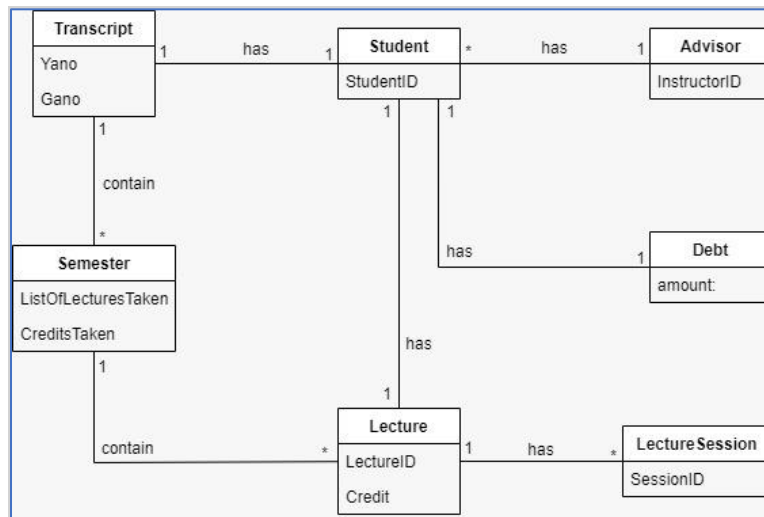 Transcript
Yano
Gano
1
has
1
Student
StudentID
*
has
1
Advisor
InstructorID
1
contain
*
1
1
has
1
Debt
amount:
Semester
ListOfLecturesTaken
CreditsTaken
1
has
1
contain
*
Lecture
LectureID
Credit
1
has
*
LectureSession
SessionID